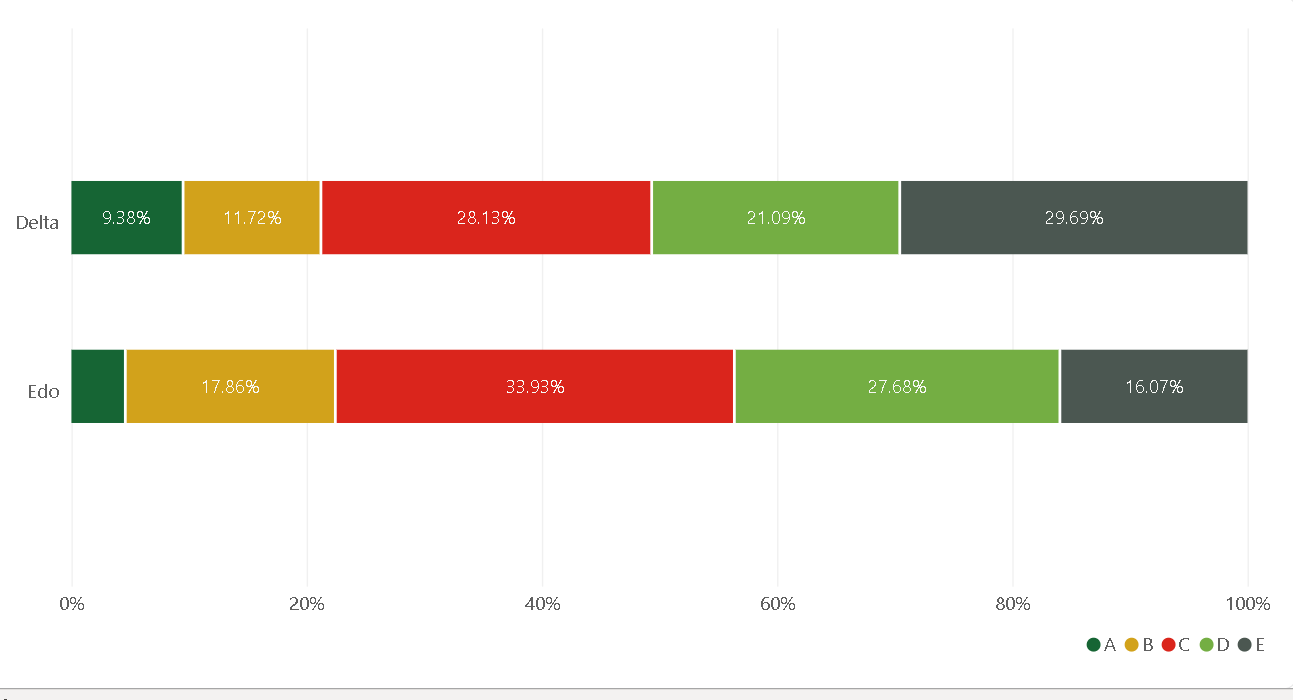 Delta 9.38% 11.72% 28.13% 21.09% 29.69%
Edo 17.86% 33.93% 27.68% 16.07%
0% 20% 40% 60% 80% 100%
A B C D E